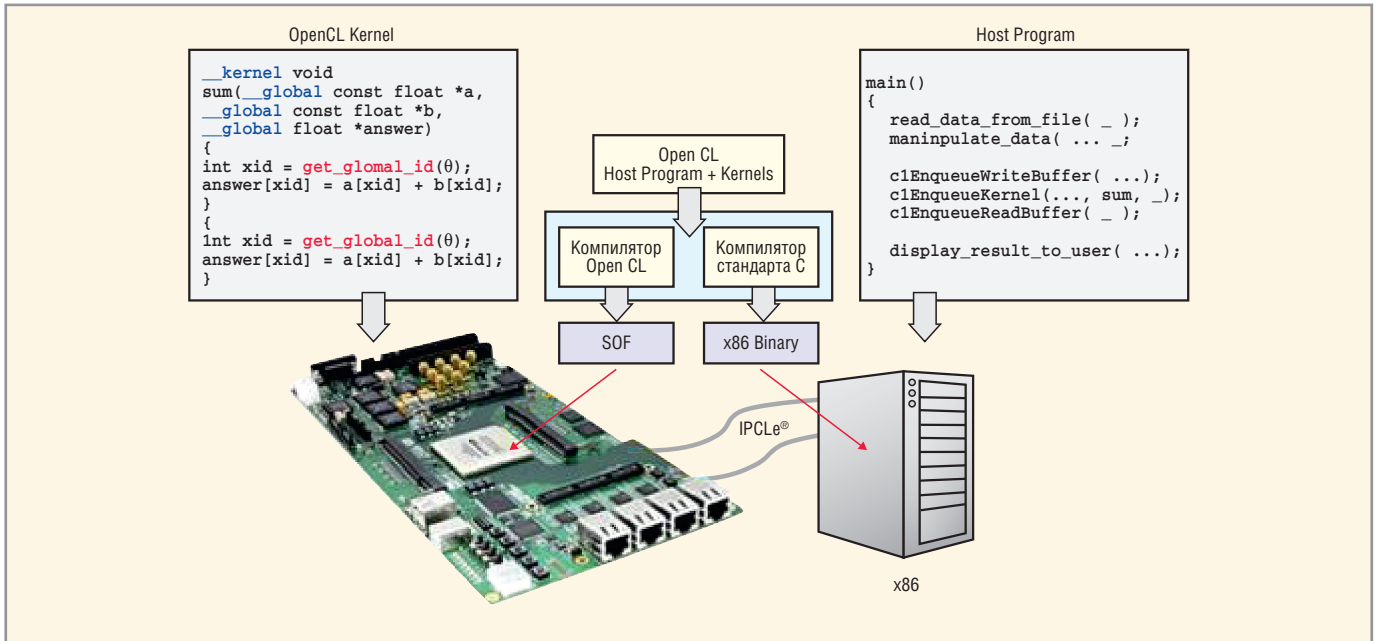 OpenCL Kernel
__kernel void
sum(__global const float *a,
__global const float *b,
__global float *answer)
{
int xid = get_glomal_id(θ);
answer[xid] = a[xid] + b[xid];
}
{
1nt xid = get_global_id(θ);
answer[xid] = a[xid] + b[xid];
}
Open CL
Host Program + Kernels
Компилятор
Open CL
Компилятор
стандарта С
SOF
x86 Binary
Host Program
main()
{
read_data_from_file( _ );
maninpulate_data( ... _;
c1EnqueueWriteBuffer( ...);
c1EnqueueKernel(..., sum, _);
c1EnqueueReadBuffer( _ );
display_result_to_user( ...);
}
IPCLe®
x86